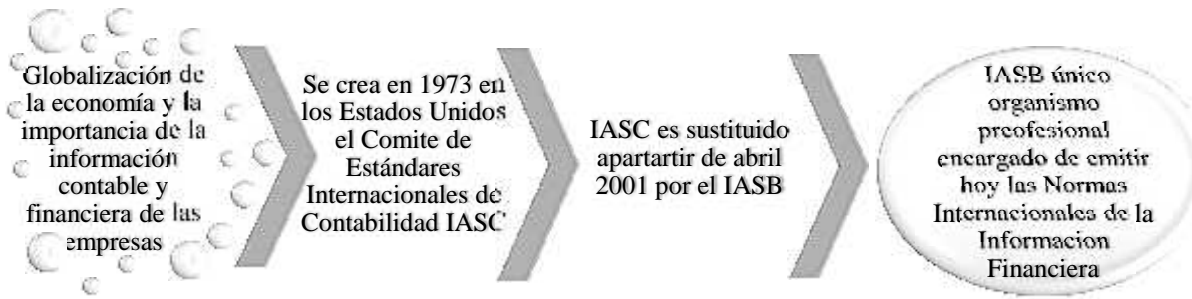 Globalización de
la economía y la
importancia de la
información
contable y
financiera de las
empresas
Se crea en 1973 en
los Estados Unidos
el Comite de
Estándares
Internacionales de
Contabilidad IASC
IASC es sustituido
apartartir de abril
2001 por el IASB
IASB único
organismo
preofesional
encargado de emitir
hoy las Normas
Internacionales de la
Informacion
Financiera